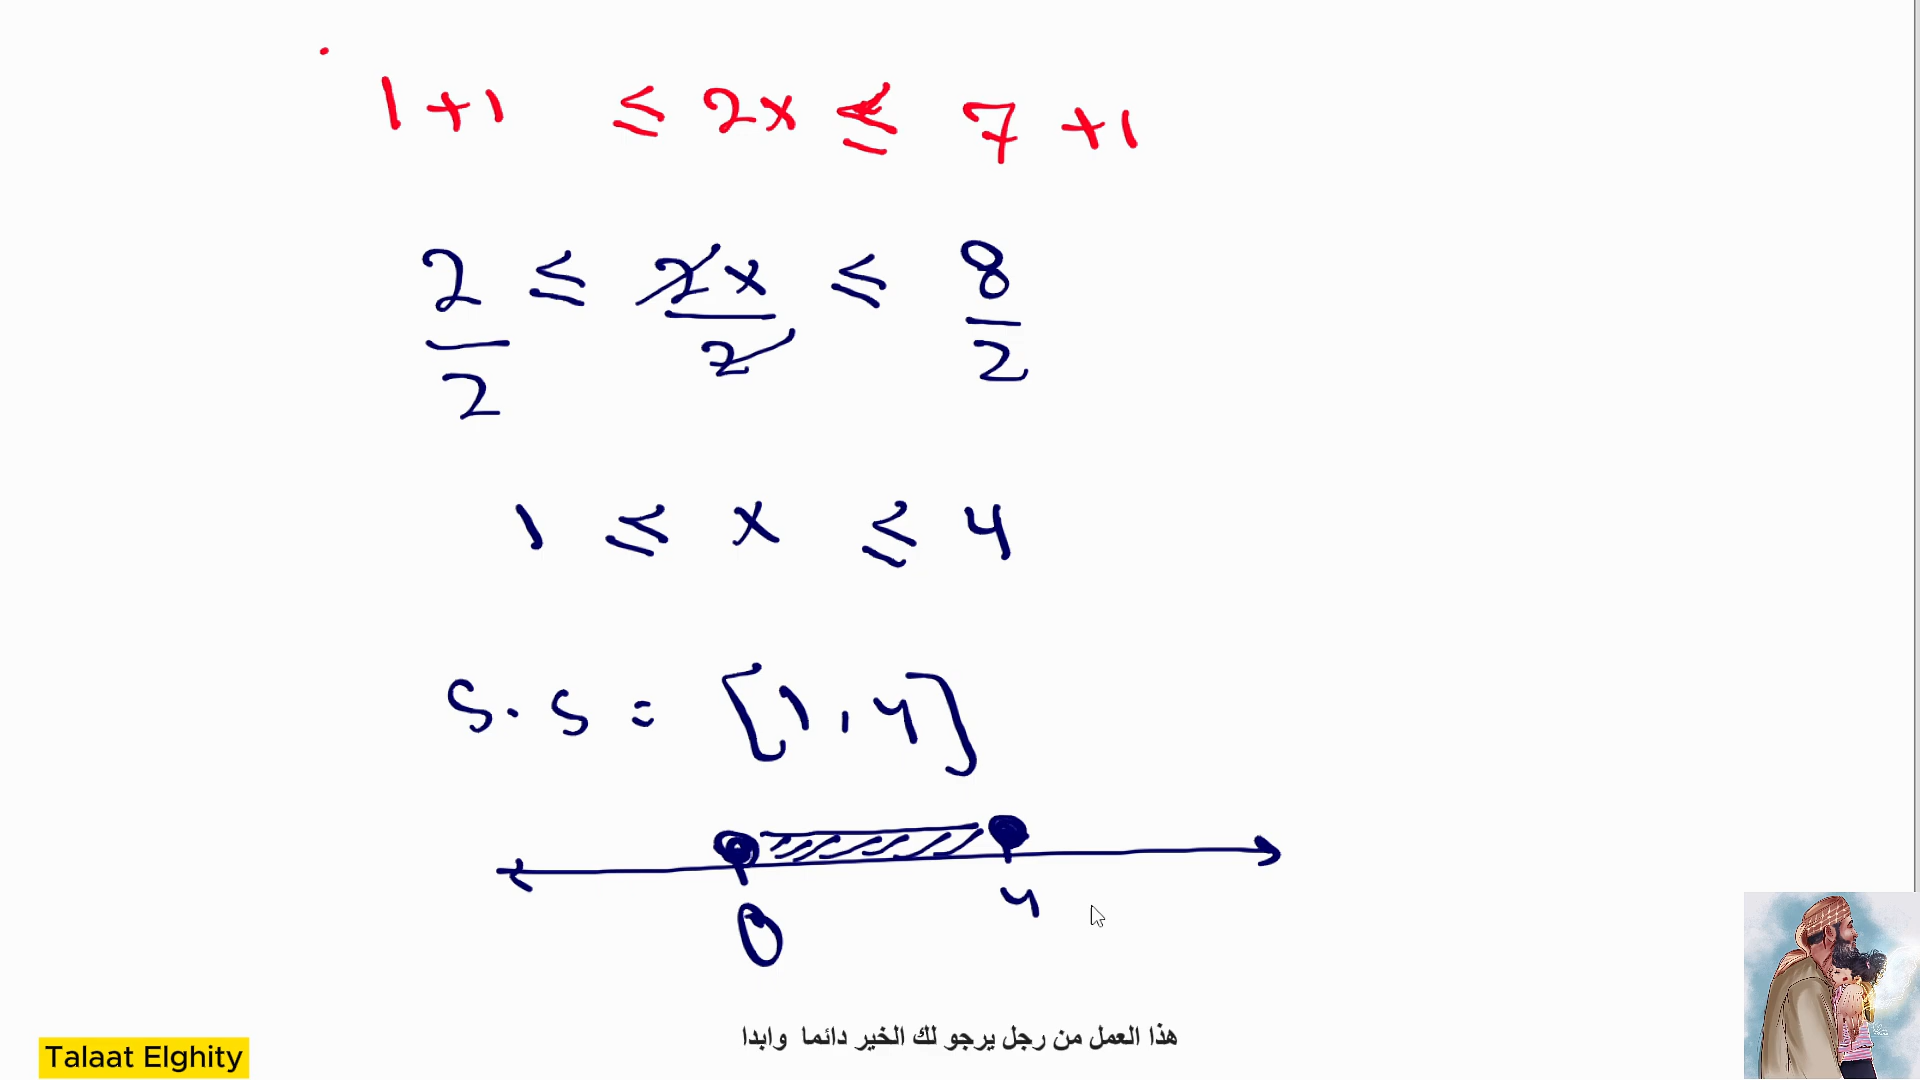 1 + 1 ≤ 2x ≤ 7 + 1
2/2 ≤ 2x/2 ≤ 8/2
1 ≤ x ≤ 4
S.S = [1, 4]
0 4
هذا العمل من رجل يرجو لك الخير دائما وابدا
Talaat Elghity